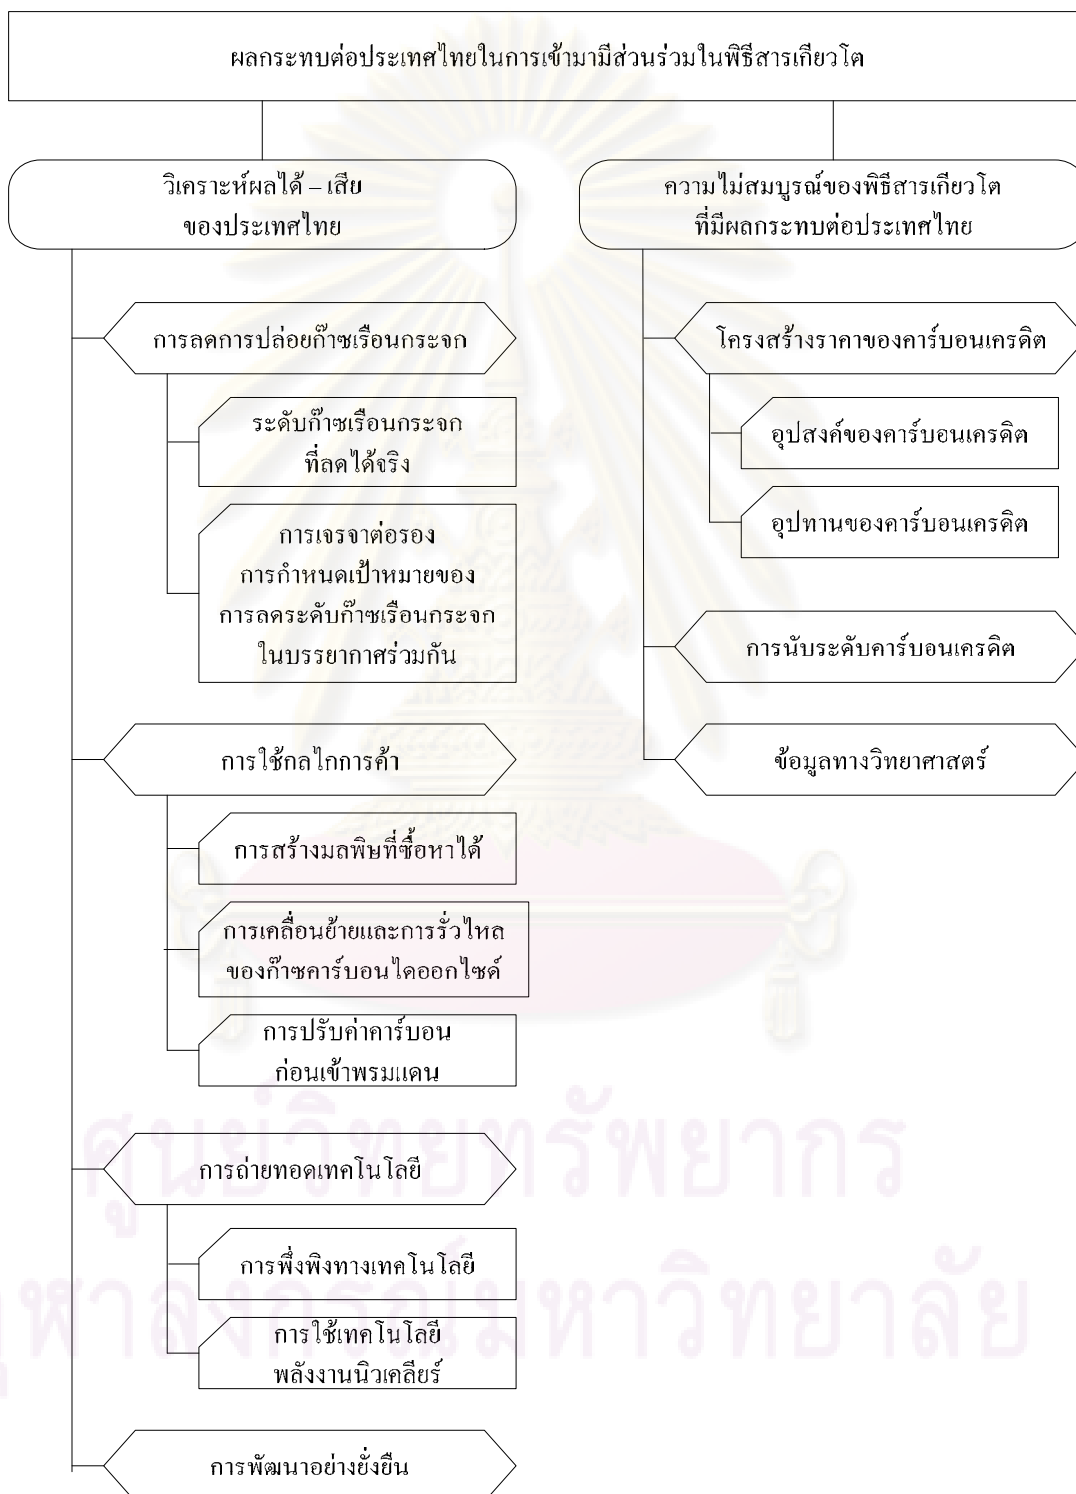 ผลกระทบต่อประเทศไทยในการเข้ามามีส่วนร่วมในพิธีสารเกียวโต
วิเคราะห์ผลได้ – เสีย
ของประเทศไทย
การลดการปล่อยก๊าซเรือนกระจก
ระดับก๊าซเรือนกระจก
ที่ลดได้จริง
การเจรจาต่อรอง
การกำหนดเป้าหมายของ
การลดระดับก๊าซเรือนกระจก
ในบรรยากาศร่วมกัน
การใช้กลไกการค้า
การสร้างมลพิษที่ซื้อหาได้
การเคลื่อนย้ายและการรั่วไหล
ของก๊าซคาร์บอนไดออกไซด์
การปรับค่าคาร์บอน
ก่อนเข้าพรมแดน
การถ่ายทอดเทคโนโลยี
การพึ่งพิงทางเทคโนโลยี
การใช้เทคโนโลยี
พลังงานนิวเคลียร์
การพัฒนาอย่างยั่งยืน
ความไม่สมบูรณ์ของพิธีสารเกียวโต
ที่มีผลกระทบต่อประเทศไทย
โครงสร้างราคาของคาร์บอนเครดิต
อุปสงค์ของคาร์บอนเครดิต
อุปทานของคาร์บอนเครดิต
การนับระดับคาร์บอนเครดิต
ข้อมูลทางวิทยาศาสตร์
ศูนย์วิทยทรัพยากร
ฬาลงกรณ์มหาวิทยาลัย